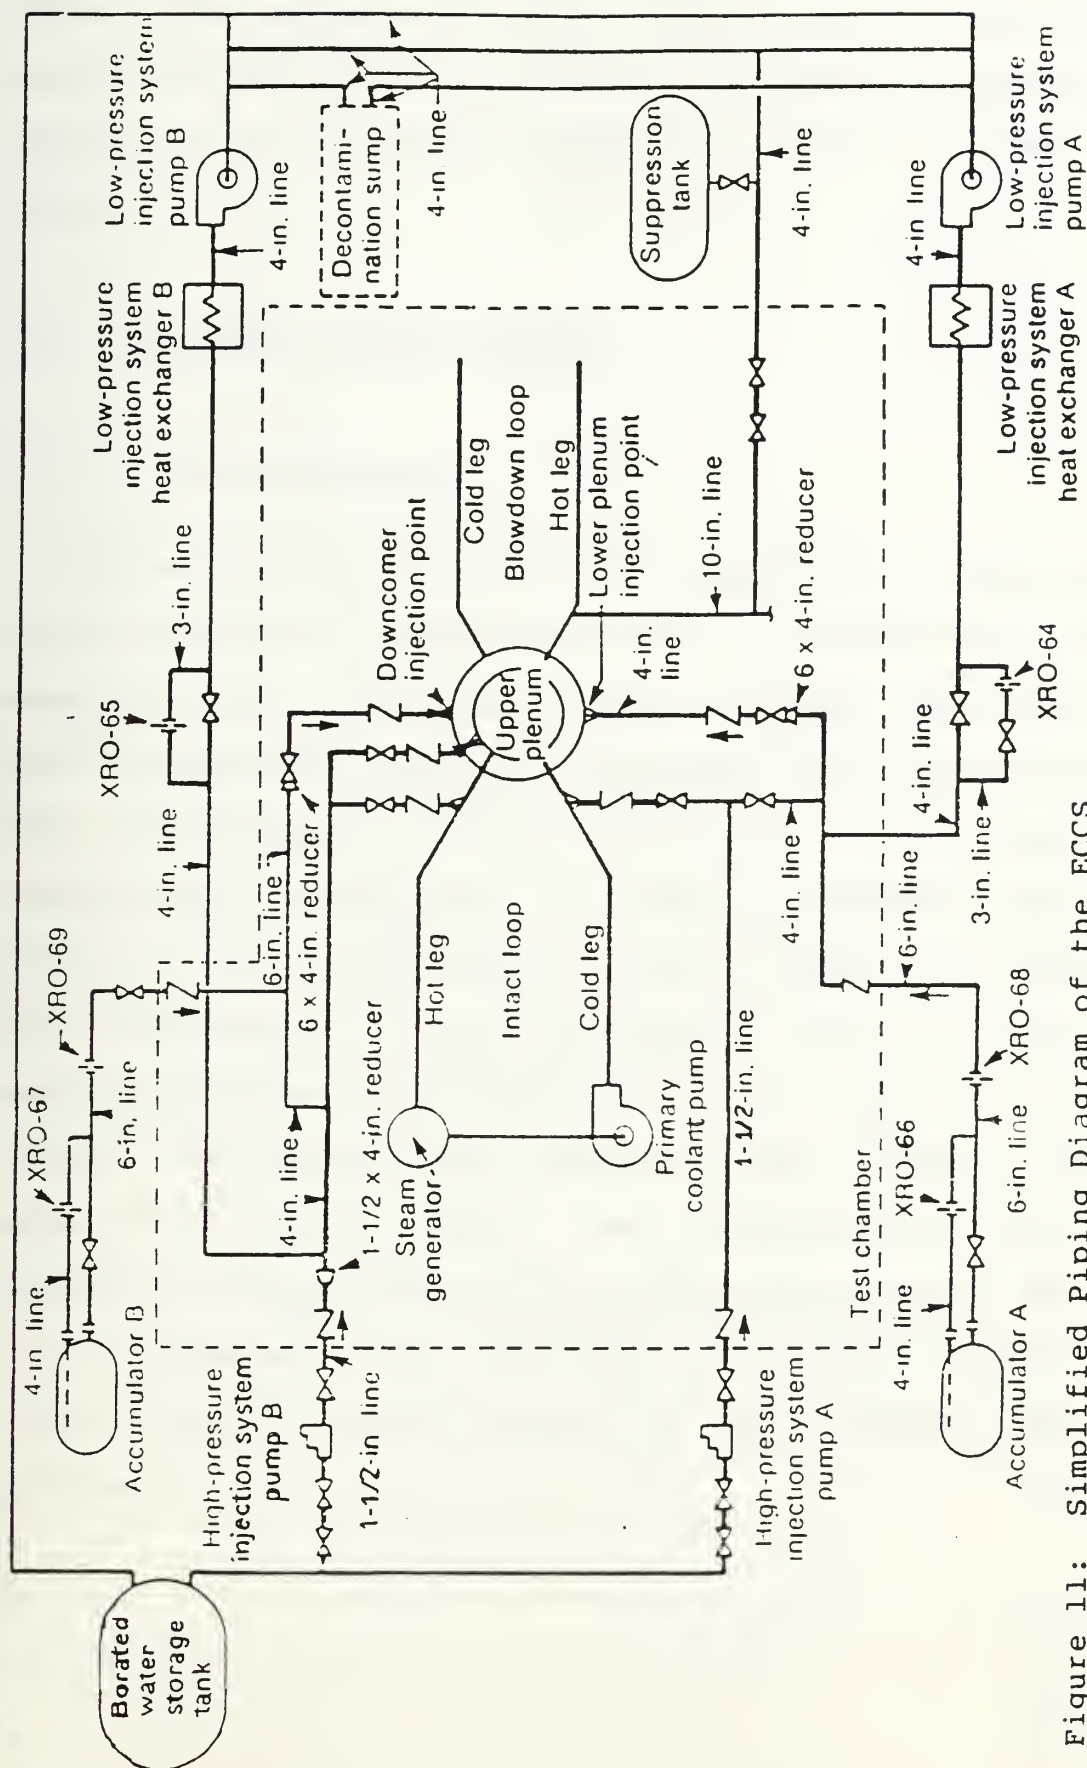 Borated
water
storage
tank
4-in line
XRO-67
XRO-69
6-in. line
Accumulator B
4-in. line
XRO-65
3-in. line
Low-pressure
injection system
heat exchanger B
Low-pressure
injection system
pump B
4-in. line
Decontami-
nation sump
4-in. line
6-in. line
6 x 4-in. reducer
Downcomer
injection point
4-in. line
1-1/2 x 4-in. reducer
High-pressure
injection system
pump B
1-1/2-in line
Steam
generator
Hot leg
Intact loop
Cold leg
Primary
coolant pump
Upper
plenum
Cold leg
Blowdown loop
Hot leg
Lower plenum
injection point
Suppression
tank
4-in. line
10-in. line
4-in.
line
6 x 4-in. reducer
1-1/2-in. line
4-in. line
High-pressure
injection system
pump A
Test chamber
4-in. line
XRO-66
6-in. line
XRO-68
Accumulator A
6-in. line
3-in. line
4-in. line
XRO-64
Low-pressure
injection system
heat exchanger A
4-in line
Low-pressure
injection system
pump A
Figure 11: Simplified Piping Diagram of the ECCS